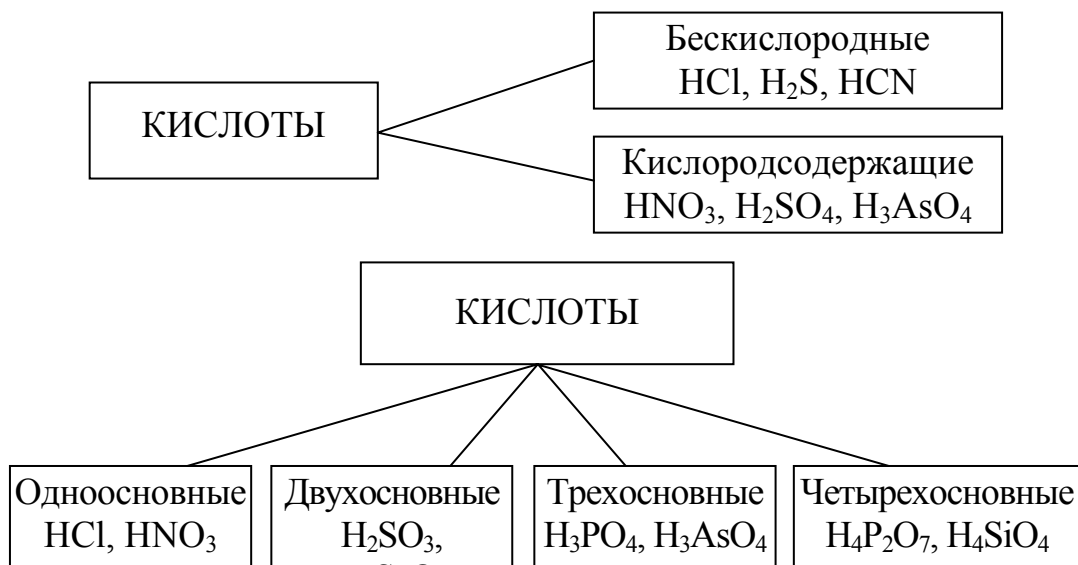 Бескислородные
HCl, H₂S, HCN
КИСЛОТЫ
Кислородсодержащие
HNO₃, H₂SO₄, H₃AsO₄
КИСЛОТЫ
Одноосновные
HCl, HNO₃
Двухосновные
H₂SO₃,
Трехосновные
H₃PO₄, H₃AsO₄
Четырехосновные
H₄P₂O₇, H₄SiO₄